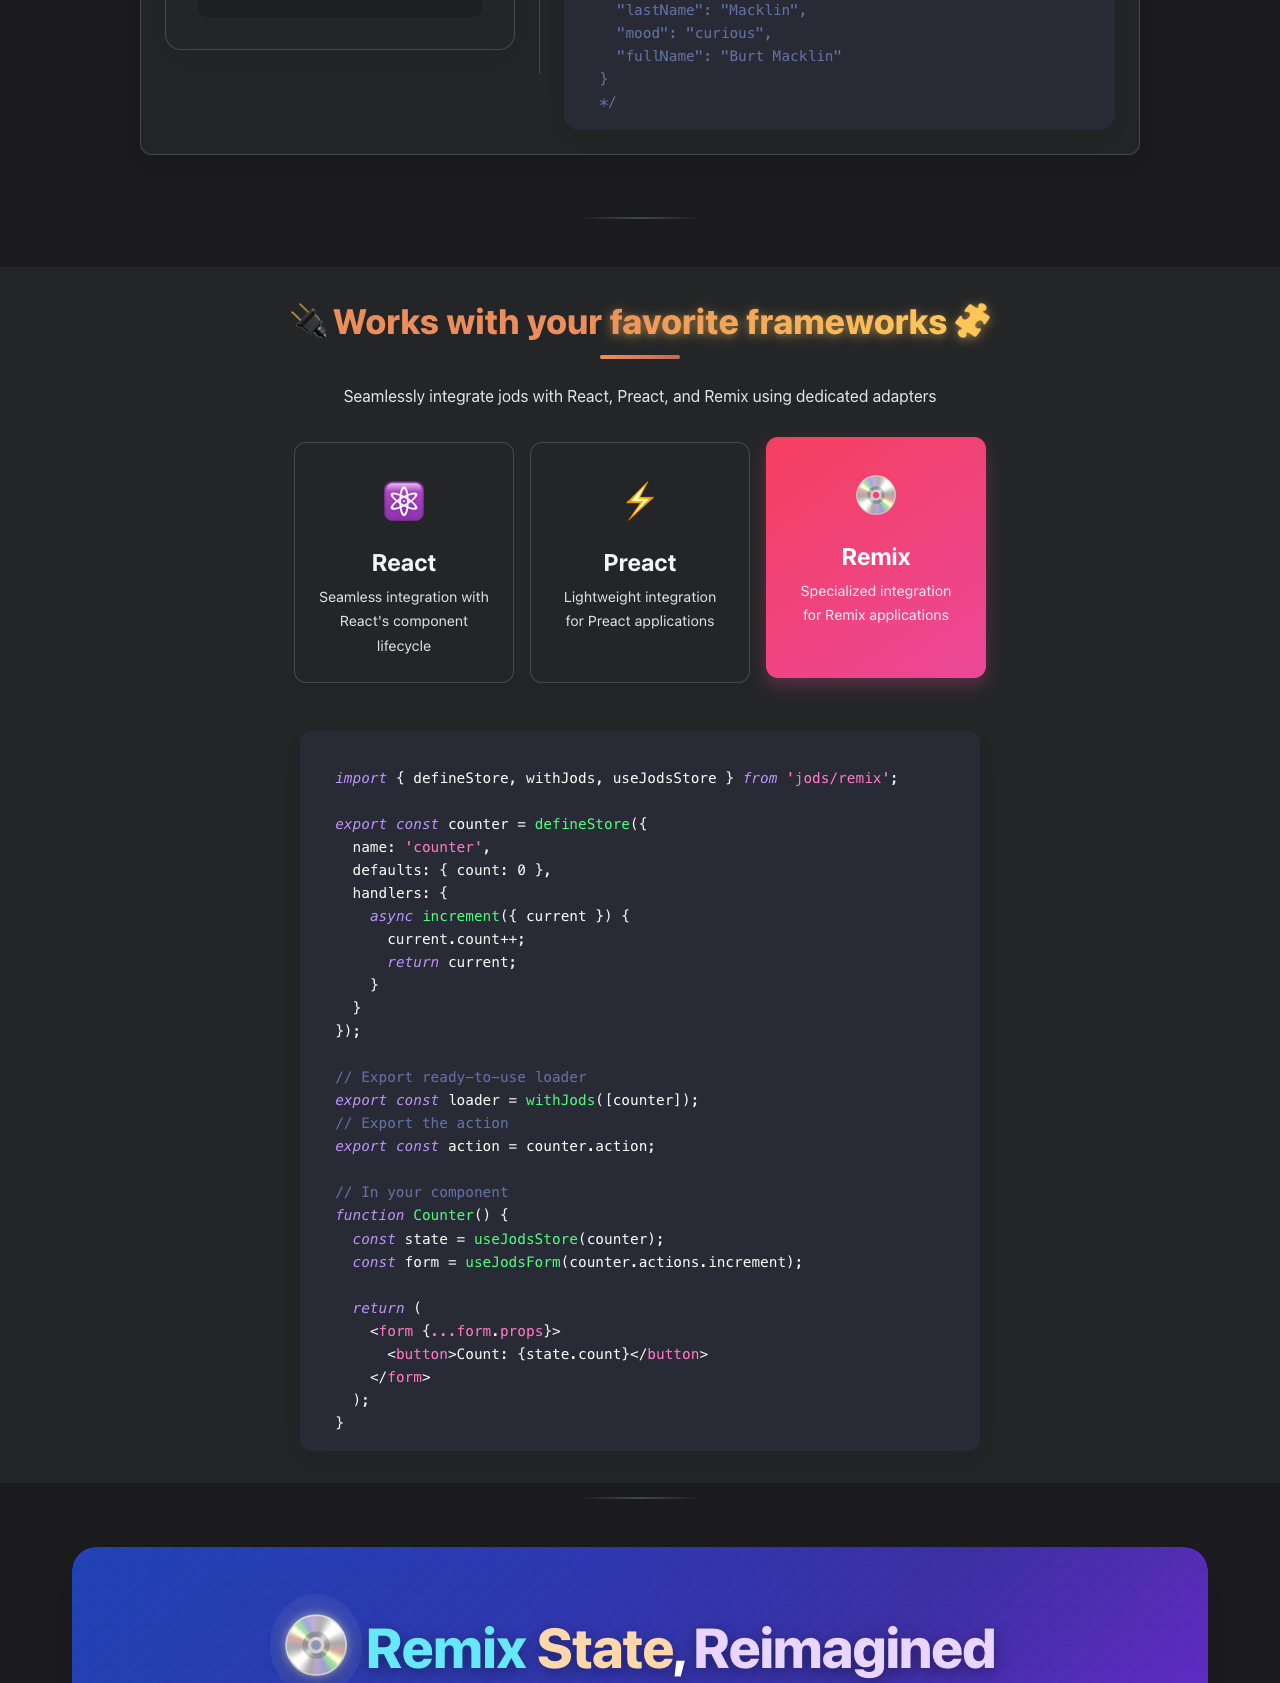 "lastName": "Macklin",
"mood": "curious",
"fullName": "Burt Macklin"
}
*/
🔌 Works with your favorite frameworks 🧩
Seamlessly integrate jods with React, Preact, and Remix using dedicated adapters
React
Seamless integration with
React's component
lifecycle
Preact
Lightweight integration
for Preact applications
Remix
Specialized integration
for Remix applications
import { defineStore, withJods, useJodsStore } from 'jods/remix';
export const counter = defineStore({
  name: 'counter',
  defaults: { count: 0 },
  handlers: {
    async increment({ current }) {
      current.count++;
      return current;
    }
  }
});
// Export ready-to-use loader
export const loader = withJods([counter]);
// Export the action
export const action = counter.action;
// In your component
function Counter() {
  const state = useJodsStore(counter);
  const form = useJodsForm(counter.actions.increment);
  return (
    <form {...form.props}>
      <button>Count: {state.count}</button>
    </form>
  );
}
Remix State, Reimagined